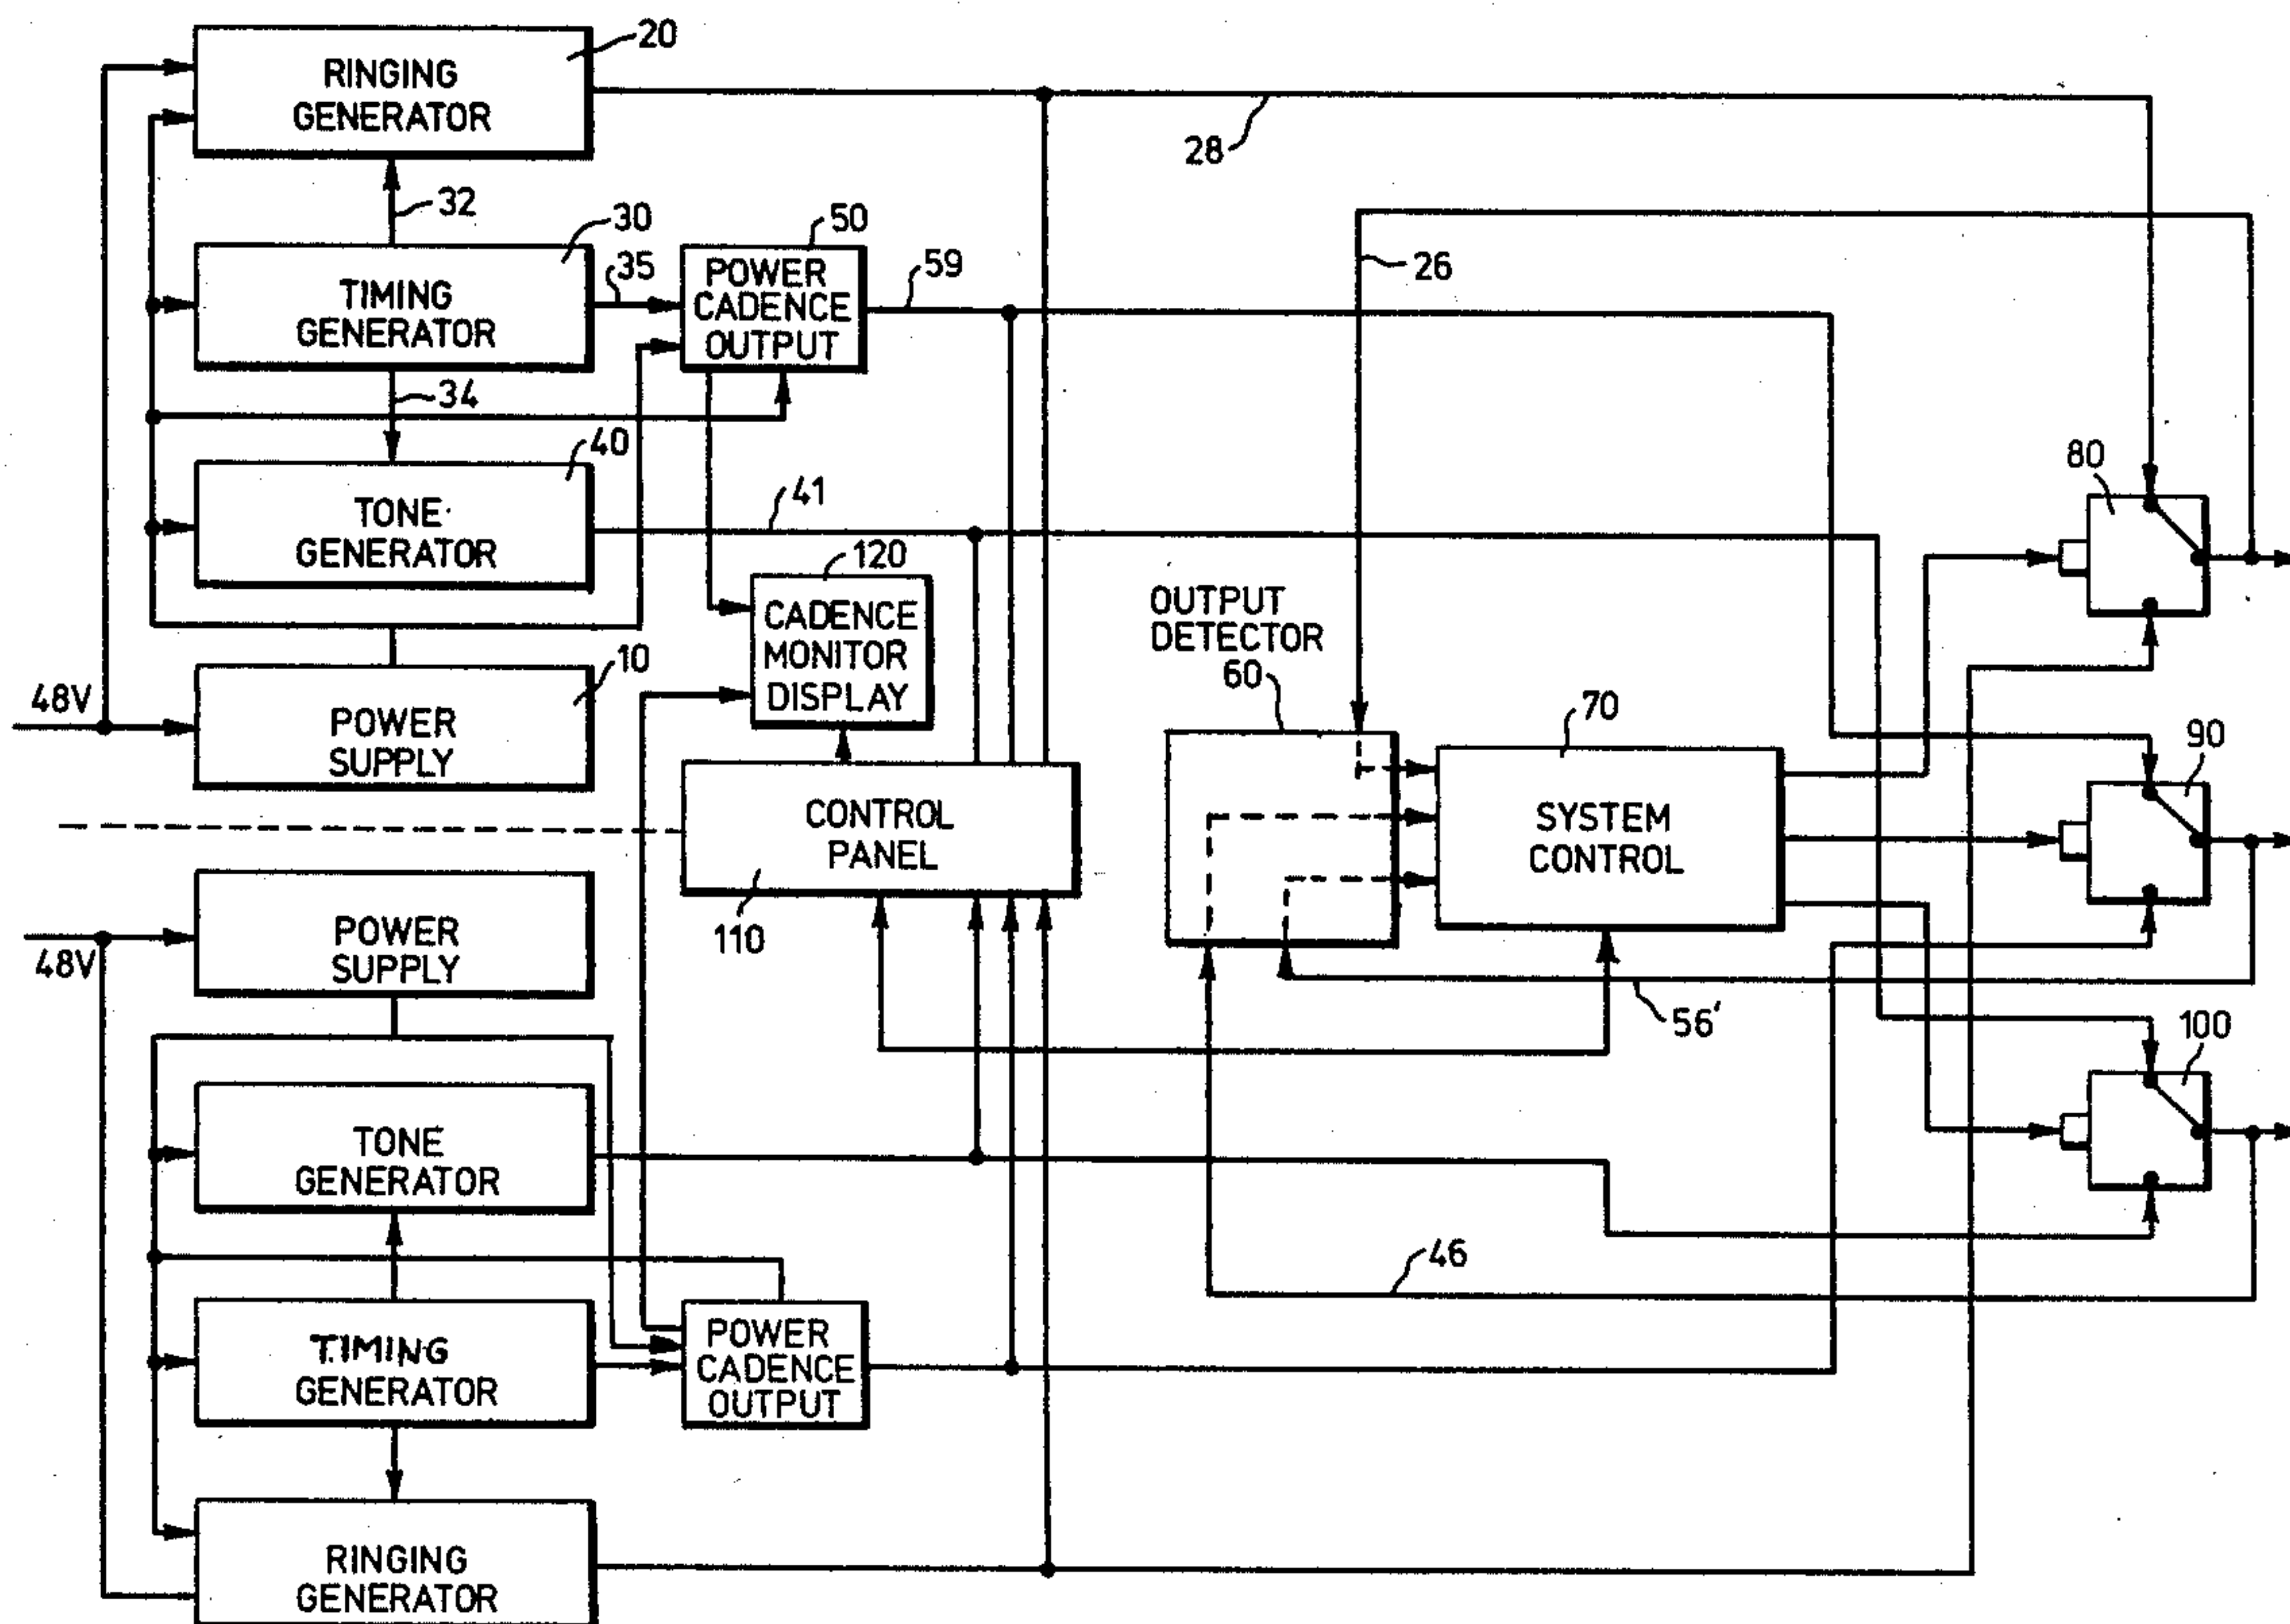 20
RINGING
GENERATOR
28
32
30
50
35
59
26
TIMING
GENERATOR
POWER
CADENCE
OUTPUT
34
40
80
41
TONE
GENERATOR
120
OUTPUT
DETECTOR
60
CADENCE
MONITOR
DISPLAY
10
48V
POWER
SUPPLY
70
90
CONTROL
PANEL
SYSTEM
CONTROL
110
POWER
SUPPLY
48V
56'
100
TONE
GENERATOR
46
TIMING
GENERATOR
POWER
CADENCE
OUTPUT
RINGING
GENERATOR